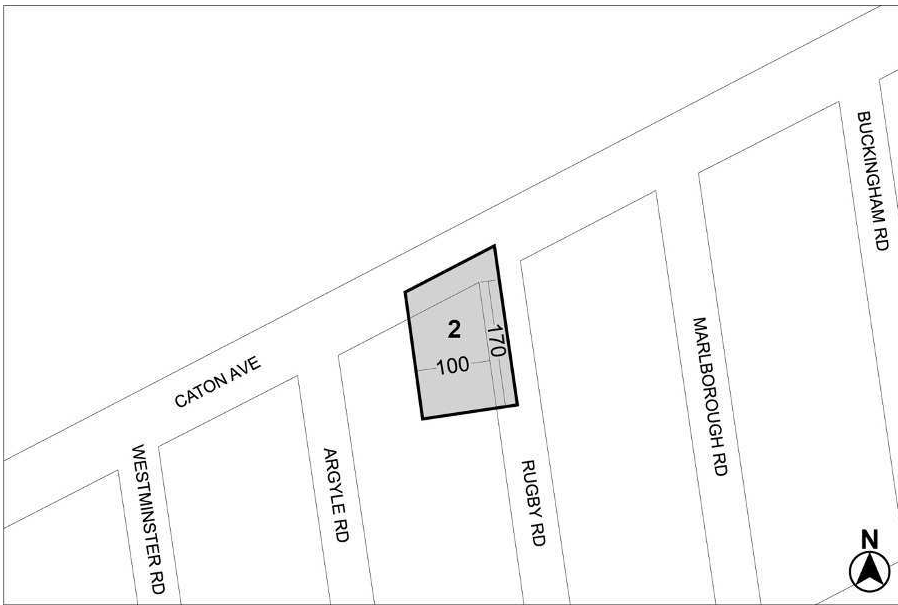 BUCKINGHAM RD
2
170
100
MARLBOROUGH RD
CATON AVE
WESTMINSTER RD
ARGYLE RD
RUGBY RD
N